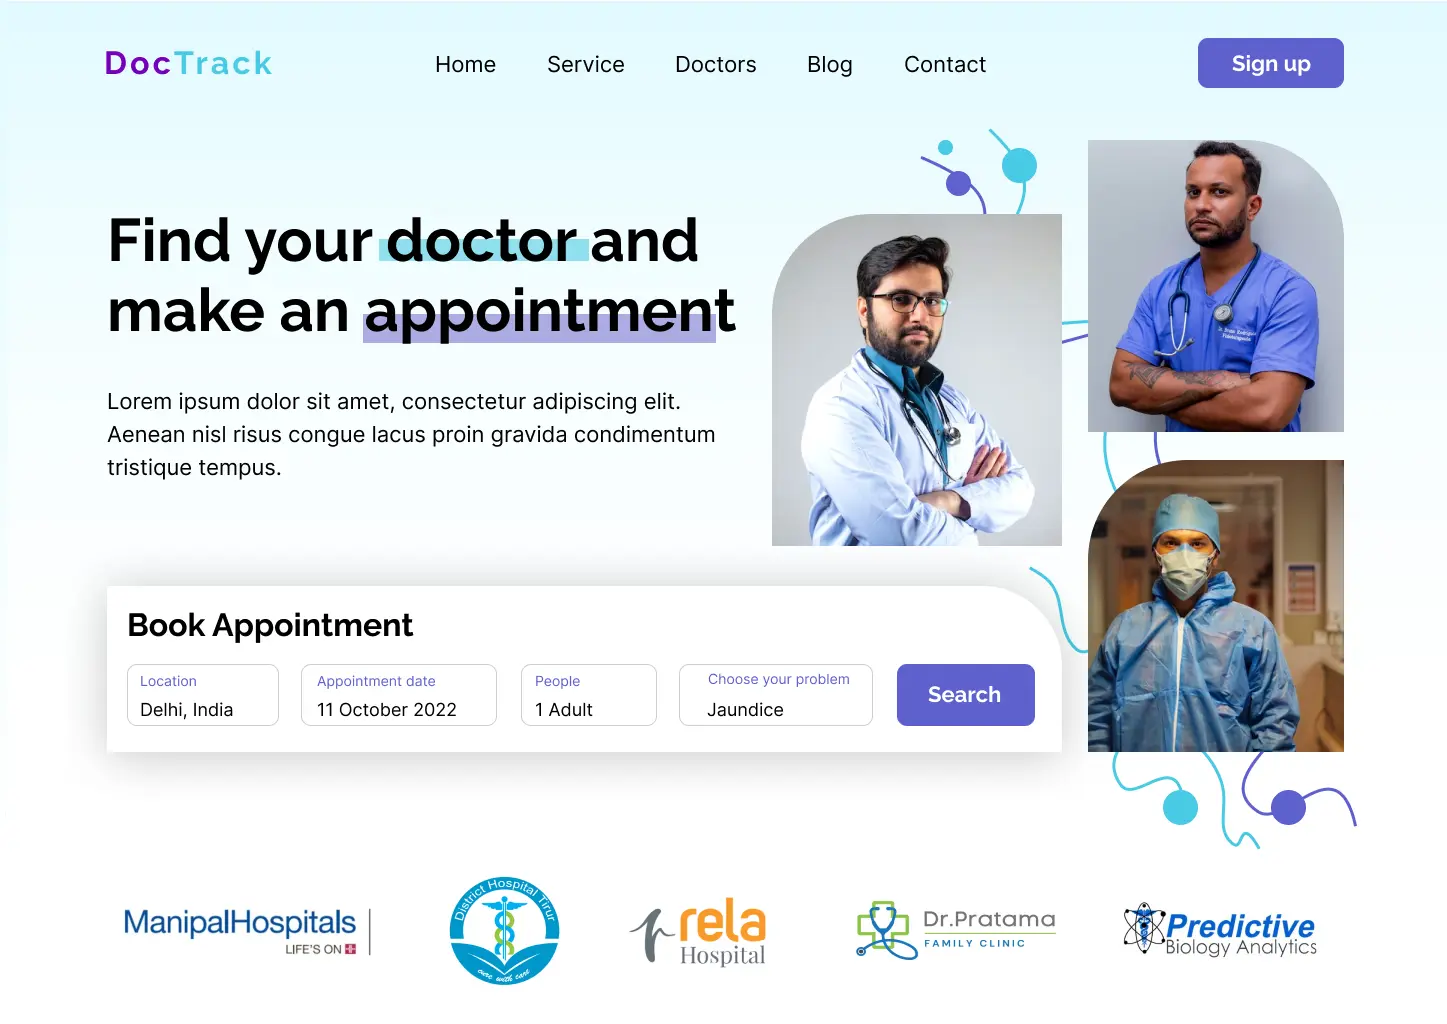 DocTrack
Home
Service
Doctors
Blog
Contact
Sign up
Find your doctor and
make an appointment
Lorem ipsum dolor sit amet, consectetur adipiscing elit.
Aenean nisl risus congue lacus proin gravida condimentum
tristique tempus.
Book Appointment
Location
Delhi, India
Appointment date
11 October 2022
People
1 Adult
Choose your problem
Jaundice
Search
ManipalHospitals
LIFE'S ON
District Hospital Tirur
cure with care
rela
Hospital
Dr.Pratama
FAMILY CLINIC
Predictive
Biology Analytics